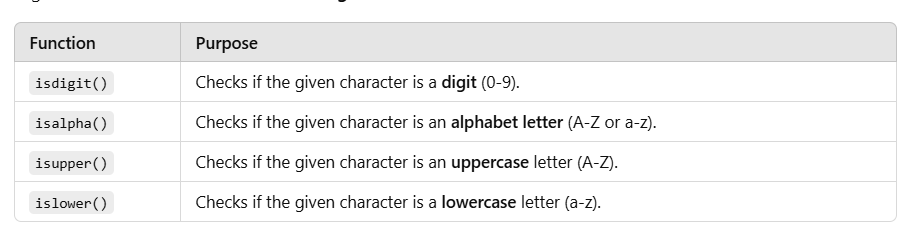 Function Purpose
isdigit() Checks if the given character is a digit (0-9).
isalpha() Checks if the given character is an alphabet letter (A-Z or a-z).
isupper() Checks if the given character is an uppercase letter (A-Z).
islower() Checks if the given character is a lowercase letter (a-z).